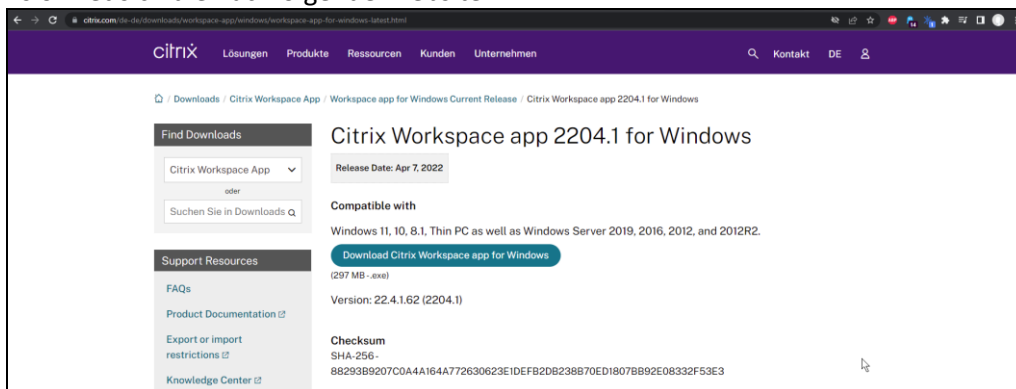 citrix.com/de-de/downloads/workspace-app/windows/workspace-app-for-windows-latest.html
citrix Lösungen Produkte Ressourcen Kunden Unternehmen Kontakt DE
/ Downloads / Citrix Workspace App / Workspace app for Windows Current Release / Citrix Workspace app 2204.1 for Windows
Find Downloads
Citrix Workspace App
oder
Suchen Sie in Downloads
Support Resources
FAQs
Product Documentation
Export or import
restrictions
Knowledge Center
Citrix Workspace app 2204.1 for Windows
Release Date: Apr 7, 2022
Compatible with
Windows 11, 10, 8.1, Thin PC as well as Windows Server 2019, 2016, 2012, and 2012R2.
Download Citrix Workspace app for Windows
(297 MB - .exe)
Version: 22.4.1.62 (2204.1)
Checksum
SHA-256 -
88293B9207C0A4A164A772630623E1DEFB2DB238B70ED1807BB92E08332F53E3